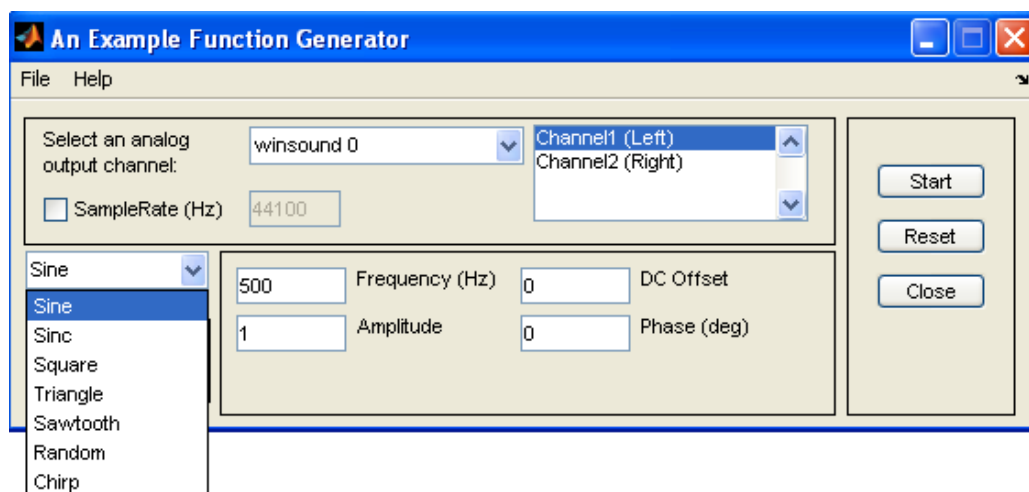 An Example Function Generator
File Help
Select an analog output channel:
winsound 0
Channel1 (Left)
Channel2 (Right)
SampleRate (Hz)
44100
Start
Reset
Close
Sine
Sine
Sinc
Square
Triangle
Sawtooth
Random
Chirp
500 Frequency (Hz)
0 DC Offset
1 Amplitude
0 Phase (deg)